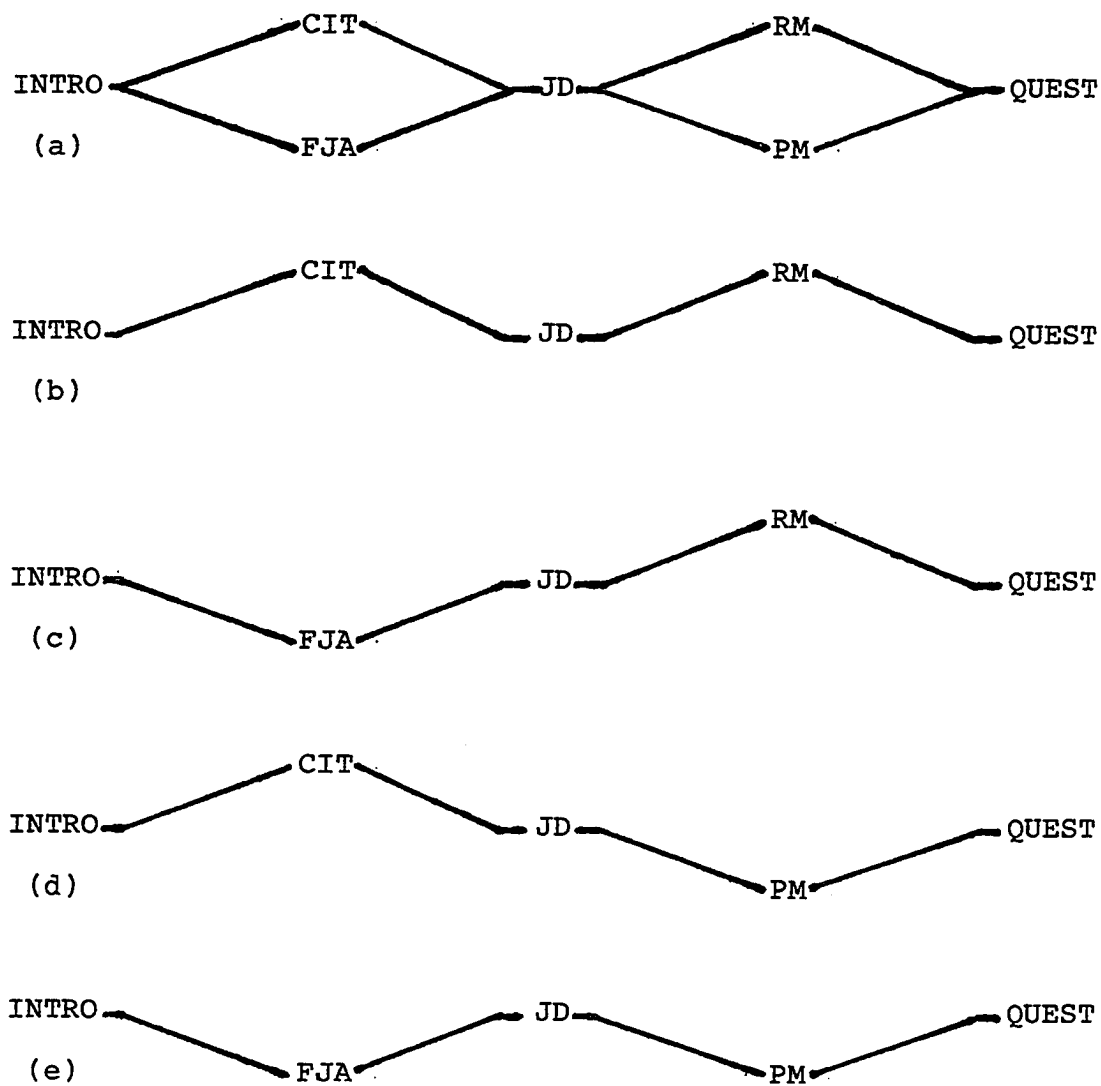 CIT RM
INTRO JD QUEST
(a) FJA PM
CIT RM
INTRO JD QUEST
(b)
RM
INTRO JD QUEST
(c) FJA
CIT
INTRO JD QUEST
(d) PM
INTRO JD QUEST
(e) FJA PM